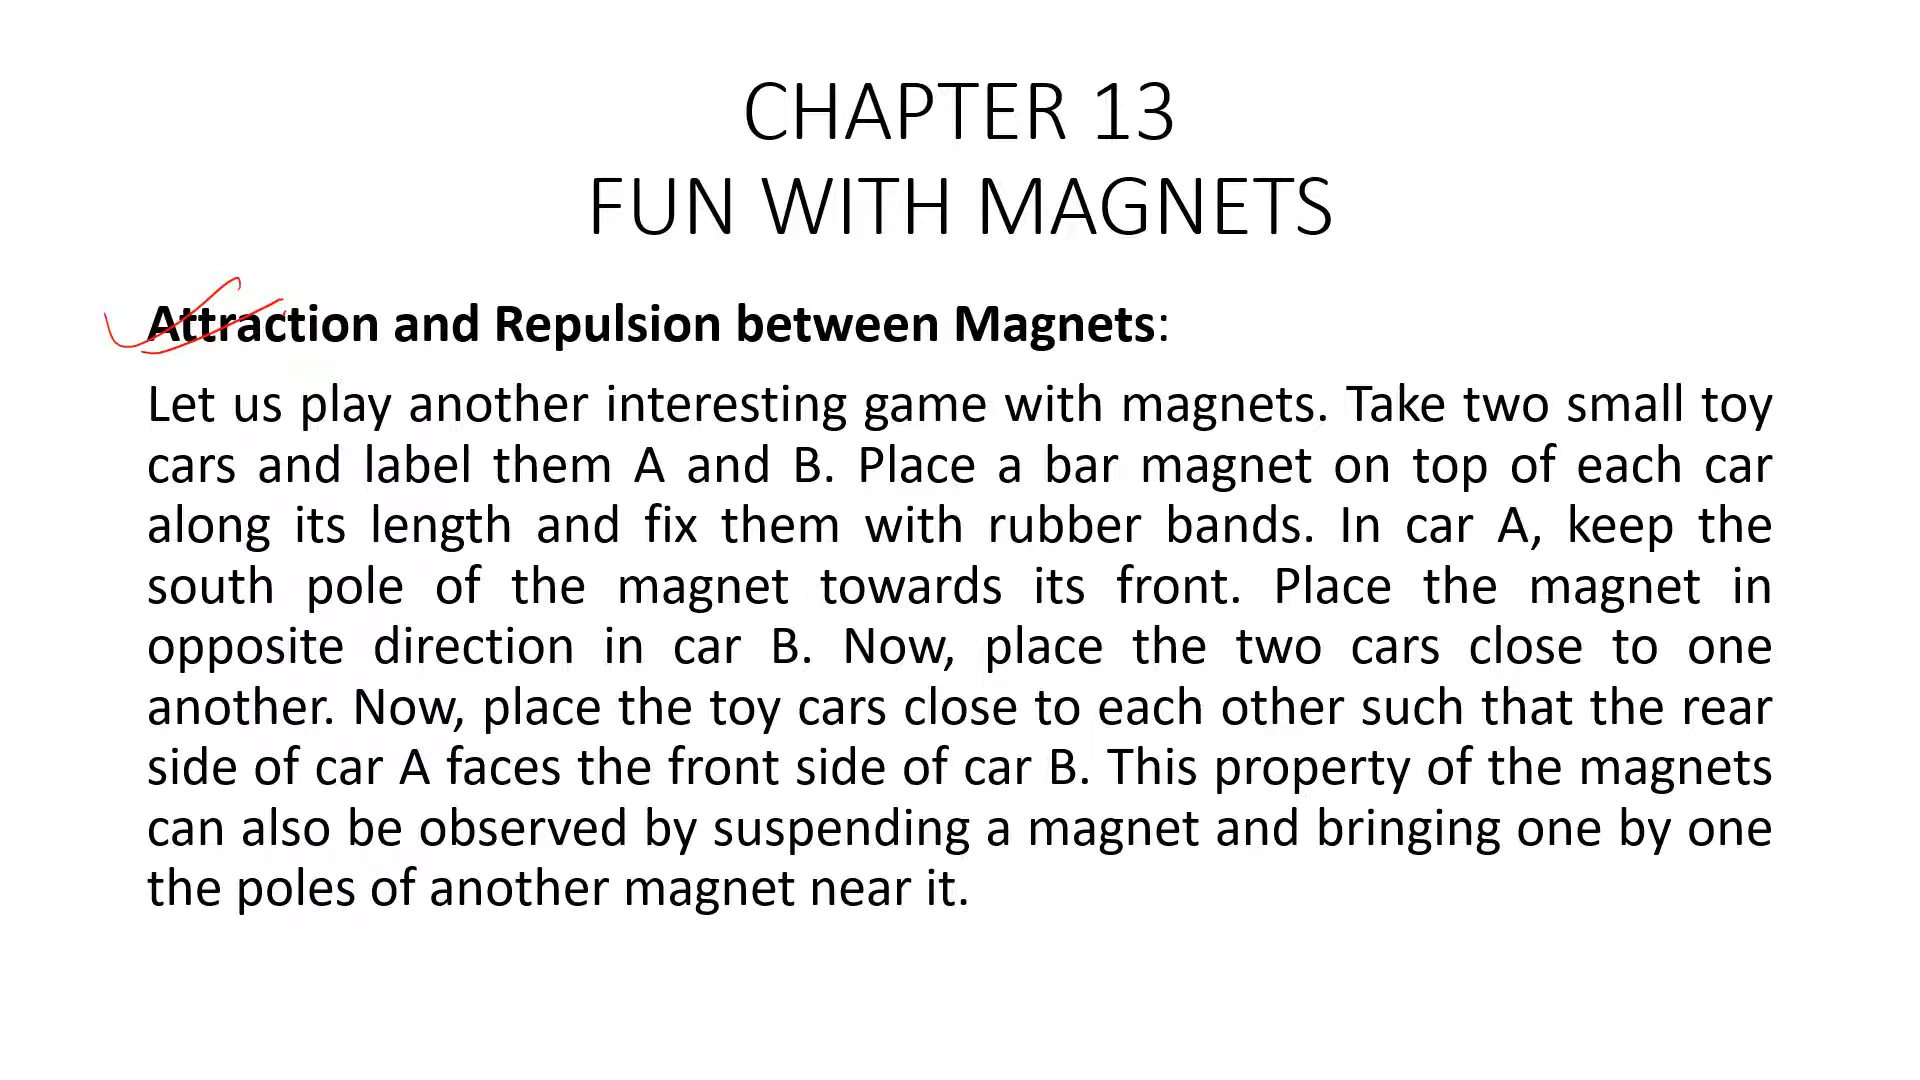 CHAPTER 13
FUN WITH MAGNETS
Attraction and Repulsion between Magnets:
Let us play another interesting game with magnets. Take two small toy
cars and label them A and B. Place a bar magnet on top of each car
along its length and fix them with rubber bands. In car A, keep the
south pole of the magnet towards its front. Place the magnet in
opposite direction in car B. Now, place the two cars close to one
another. Now, place the toy cars close to each other such that the rear
side of car A faces the front side of car B. This property of the magnets
can also be observed by suspending a magnet and bringing one by one
the poles of another magnet near it.